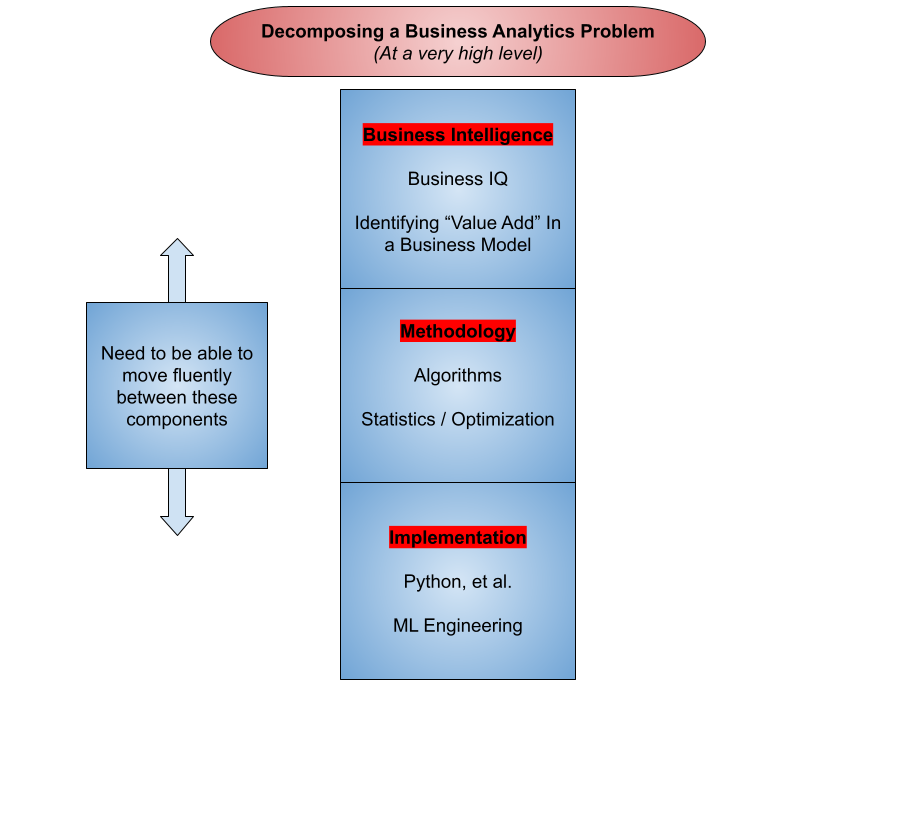 Decomposing a Business Analytics Problem
(At a very high level)
Business Intelligence
Business IQ
Identifying “Value Add” In
a Business Model
Need to be able to
move fluently
between these
components
Methodology
Algorithms
Statistics / Optimization
Implementation
Python, et al.
ML Engineering